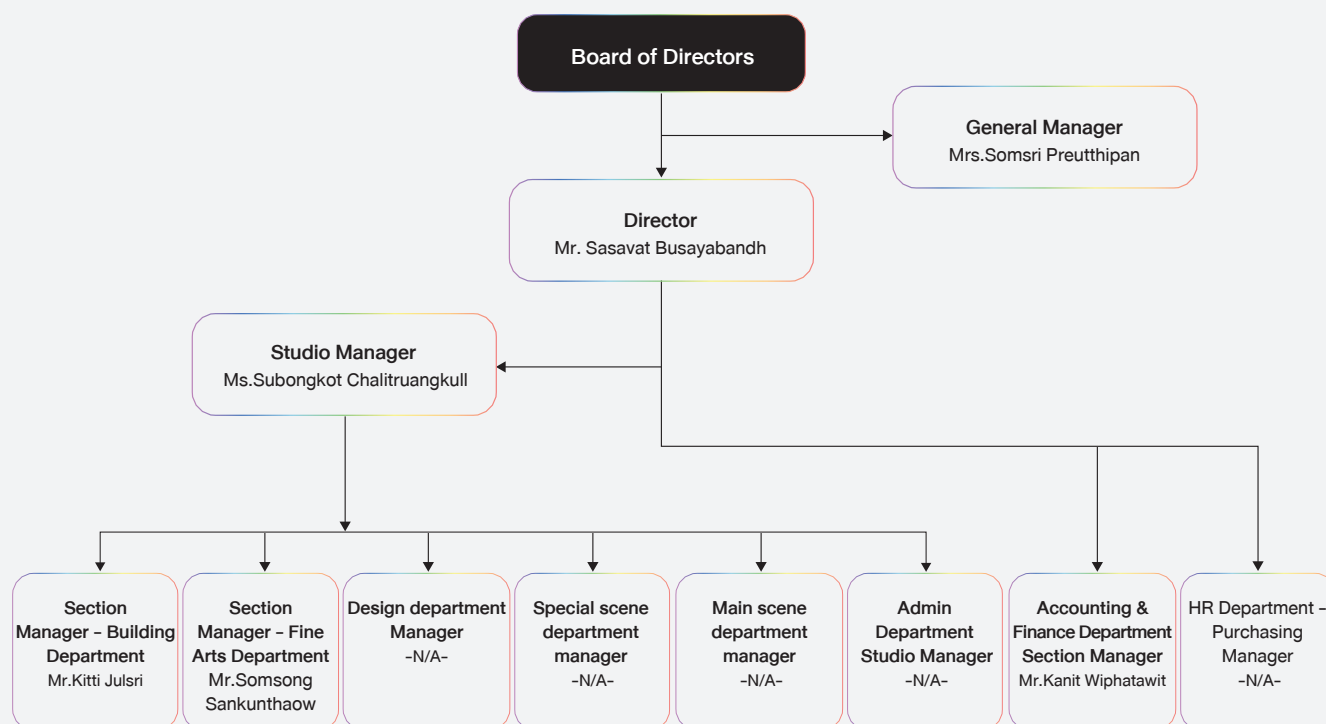 Board of Directors
General Manager
Mrs.Somsri Preutthipan
Director
Mr. Sasavat Busayabandh
Studio Manager
Ms.Subongkot Chalitruangkull
Section
Manager – Building
Department
Mr.Kitti Julsri
Section
Manager – Fine
Arts Department
Mr.Somsong
Sankunthaow
Design department
Manager
-N/A-
Special scene
department
manager
-N/A-
Main scene
department
manager
-N/A-
Admin
Department
Studio Manager
-N/A-
Accounting &
Finance Department
Section Manager
Mr.Kanit Wiphatawit
HR Department –
Purchasing
Manager
-N/A-